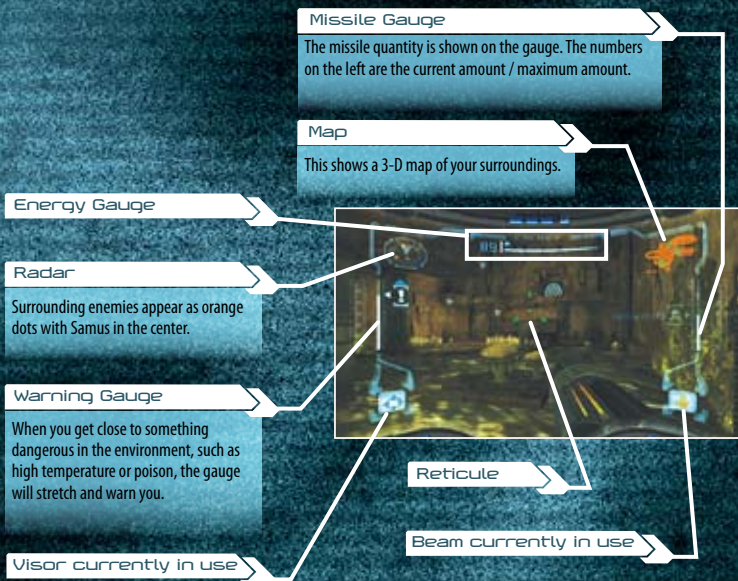 Missile Gauge
The missile quantity is shown on the gauge. The numbers
on the left are the current amount / maximum amount.
Map
This shows a 3-D map of your surroundings.
Energy Gauge
Radar
Surrounding enemies appear as orange
dots with Samus in the center.
Warning Gauge
When you get close to something
dangerous in the environment, such as
high temperature or poison, the gauge
will stretch and warn you.
Reticule
Beam currently in use
Visor currently in use